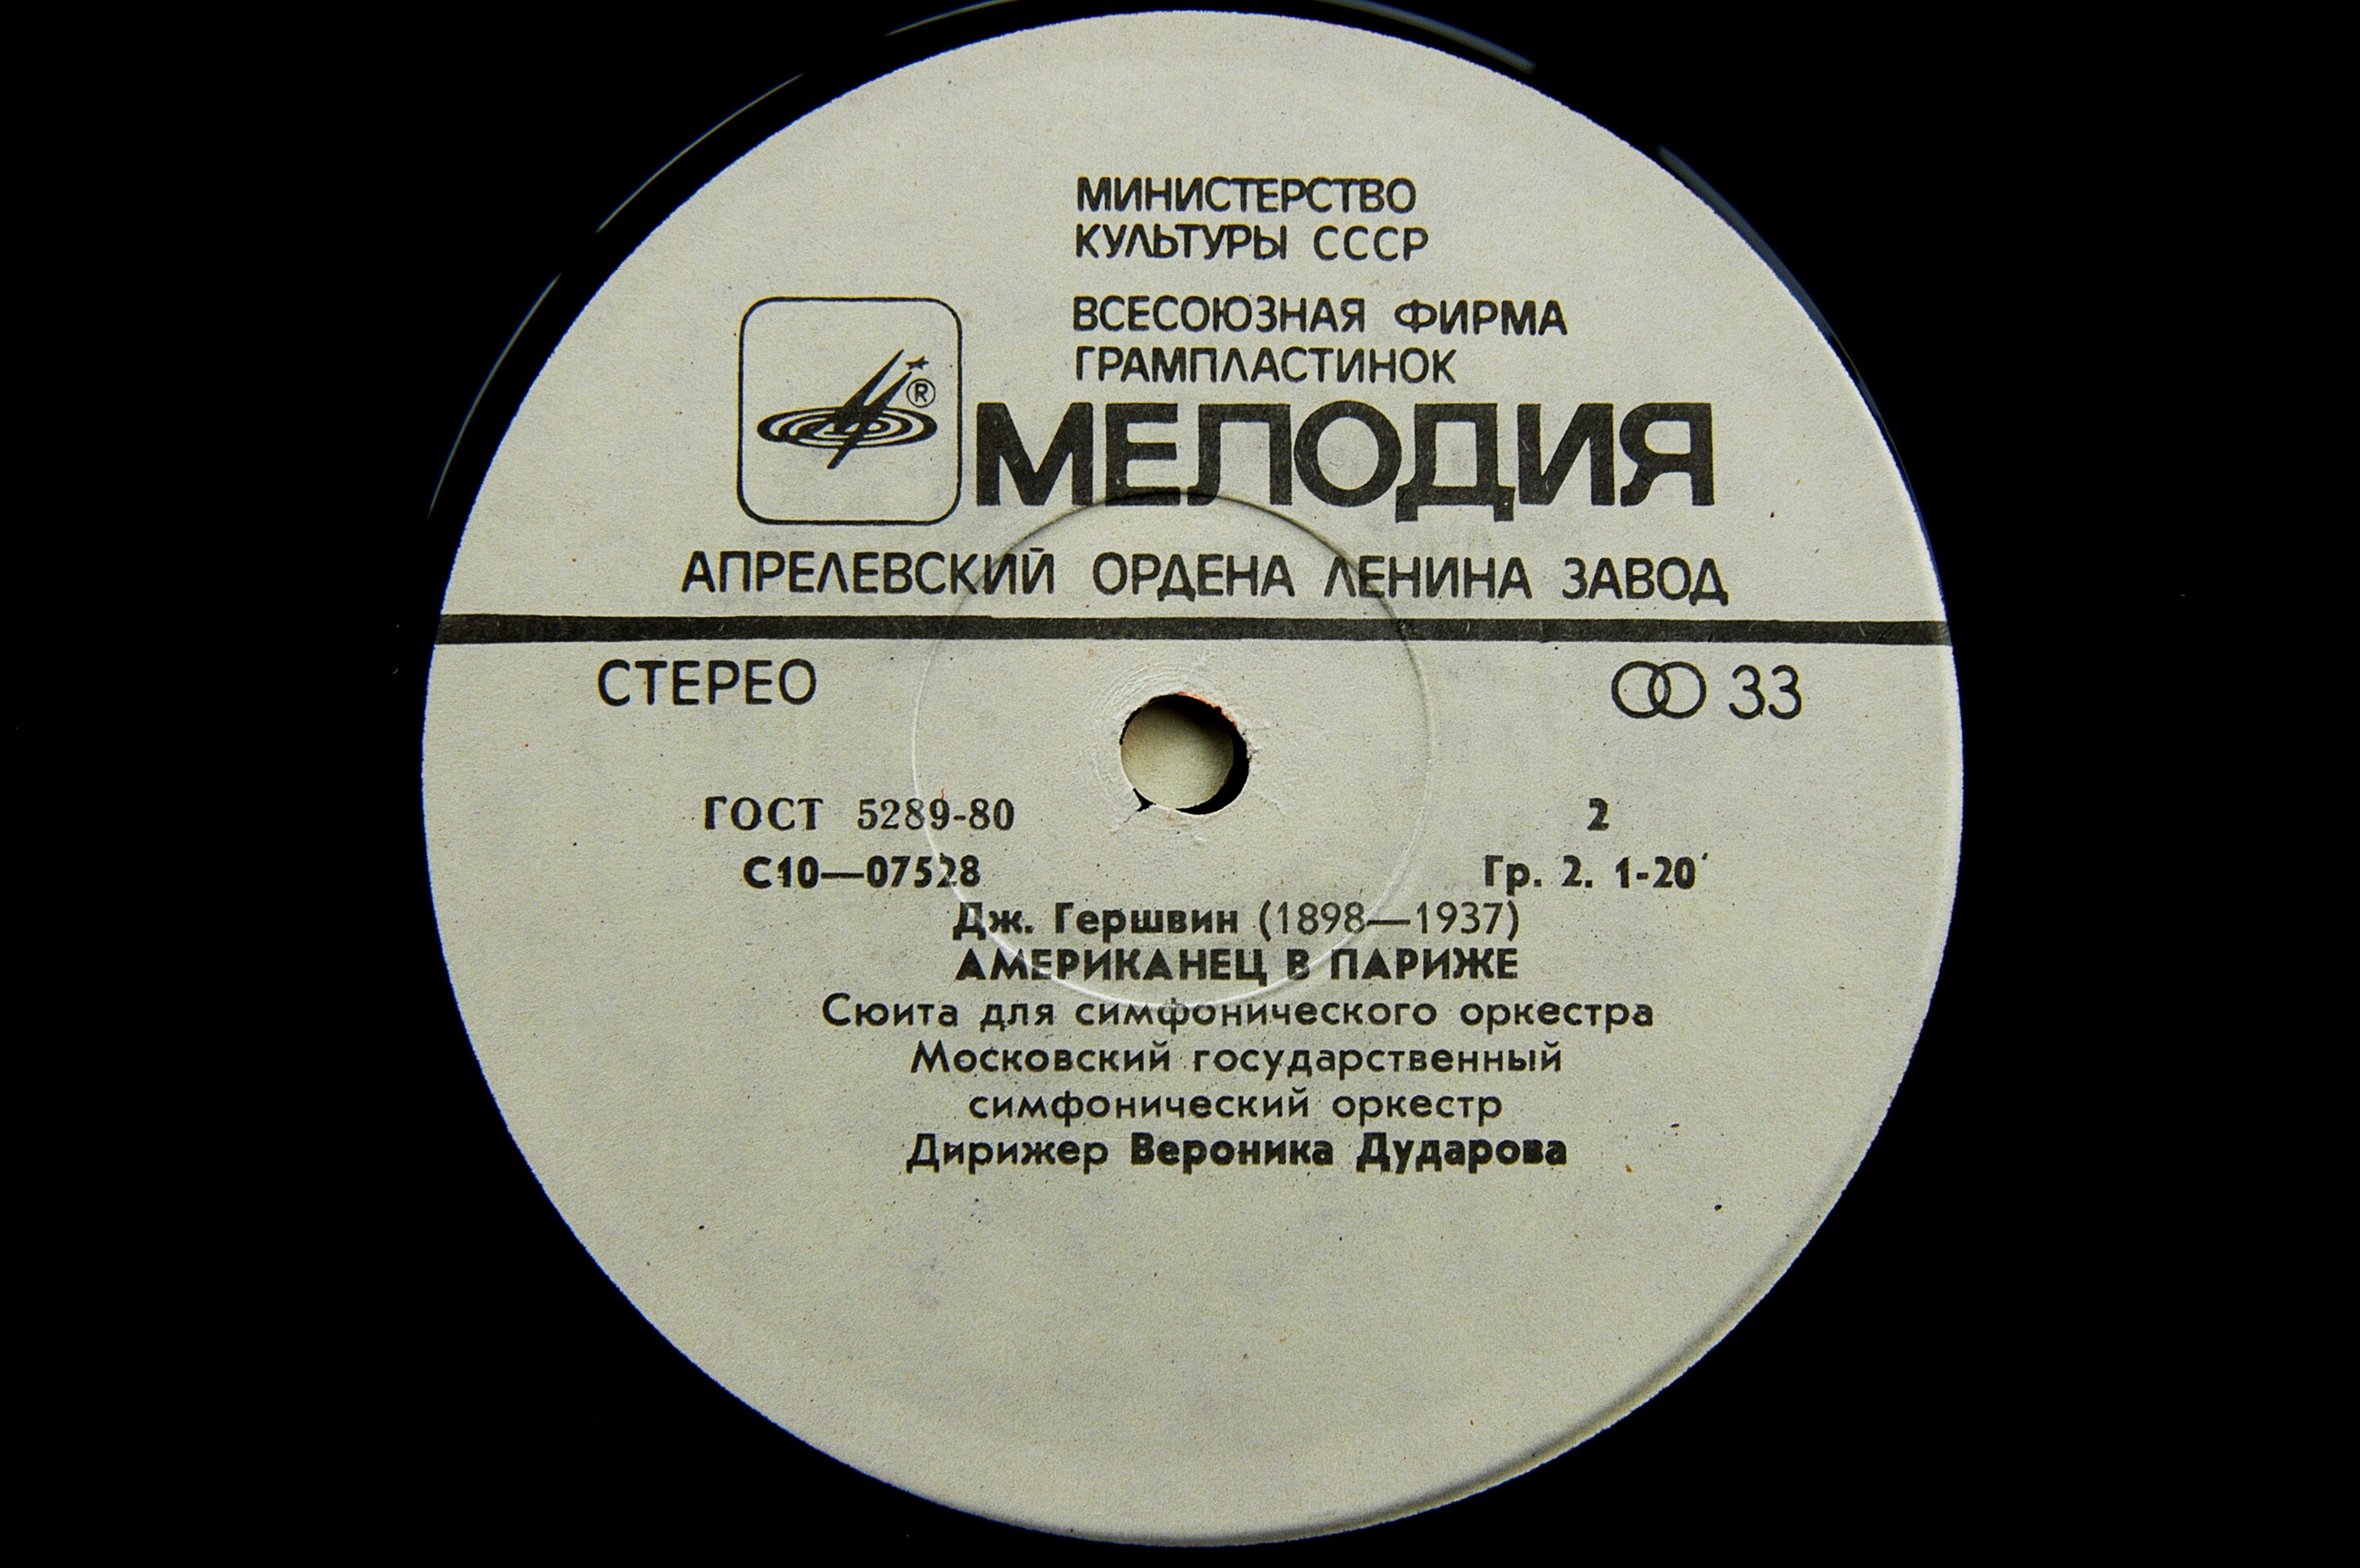 МИНИСТЕРСТВО
КУЛЬТУРЫ СССР
ВСЕСОЮЗНАЯ ФИРМА
ГРАМПЛАСТИНОК
®
МЕЛОДИЯ
АПРЕЛЕВСКИЙ ОРДЕНА ЛЕНИНА ЗАВОД
СТЕРЕО 33
ГОСТ 5289-80 2
С10—07528 Гр. 2. 1-20′
Дж. Гершвин (1898—1937)
АМЕРИКАНЕЦ В ПАРИЖЕ
Сюита для симфонического оркестра
Московский государственный
симфонический оркестр
Дирижер Вероника Дударова